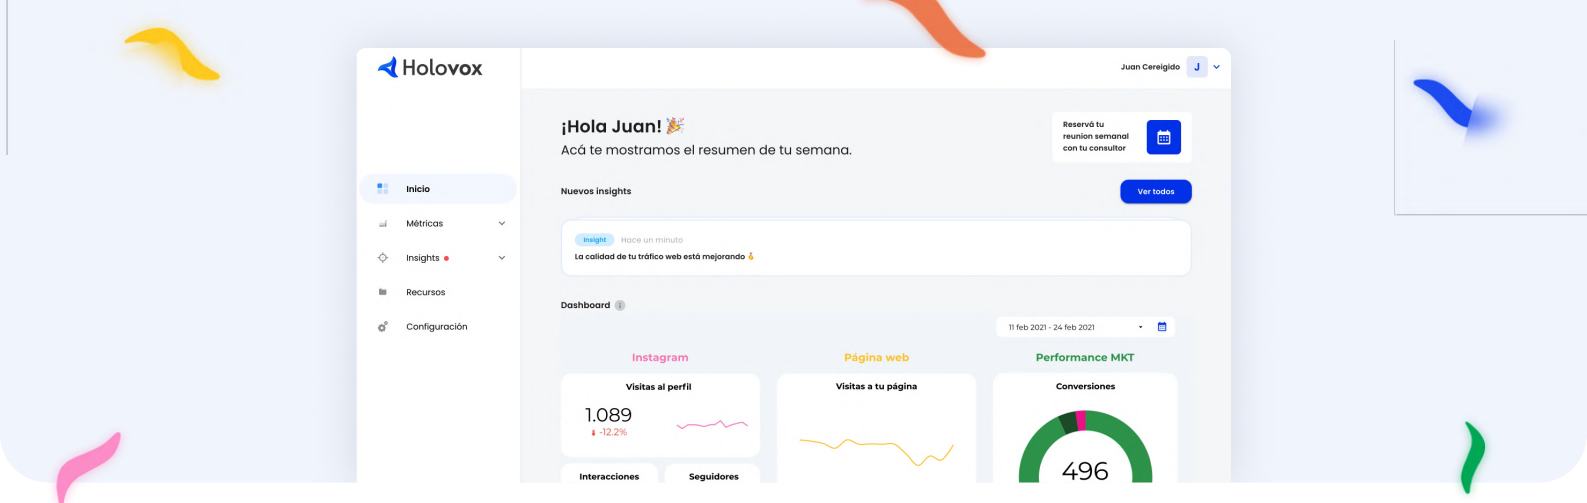 Holovox
Juan Cereigido
J
¡Hola Juan!
Acá te mostramos el resumen de tu semana.
Reservá tu
reunion semanal
con tu consultor
Inicio
Métricas
Insights
Recursos
Configuración
Nuevos insights
Ver todos
Insight
Hace un minuto
La calidad de tu tráfico web está mejorando
Dashboard
i
11 feb 2021 - 24 feb 2021
Instagram
Visitas al perfil
1.089
-12.2%
Interacciones
Seguidores
Página web
Visitas a tu página
Performance MKT
Conversiones
496